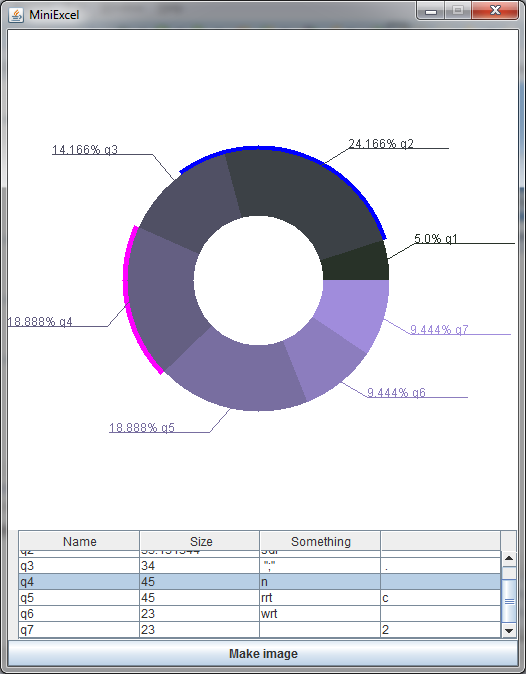 MiniExcel
14.166% q3
24.166% q2
5.0% q1
18.888% q4
9.444% q7
9.444% q6
18.888% q5
Name Size Something
q3 34 ";" .
q4 45 n
q5 45 rrt c
q6 23 wrt
q7 23 2
Make image